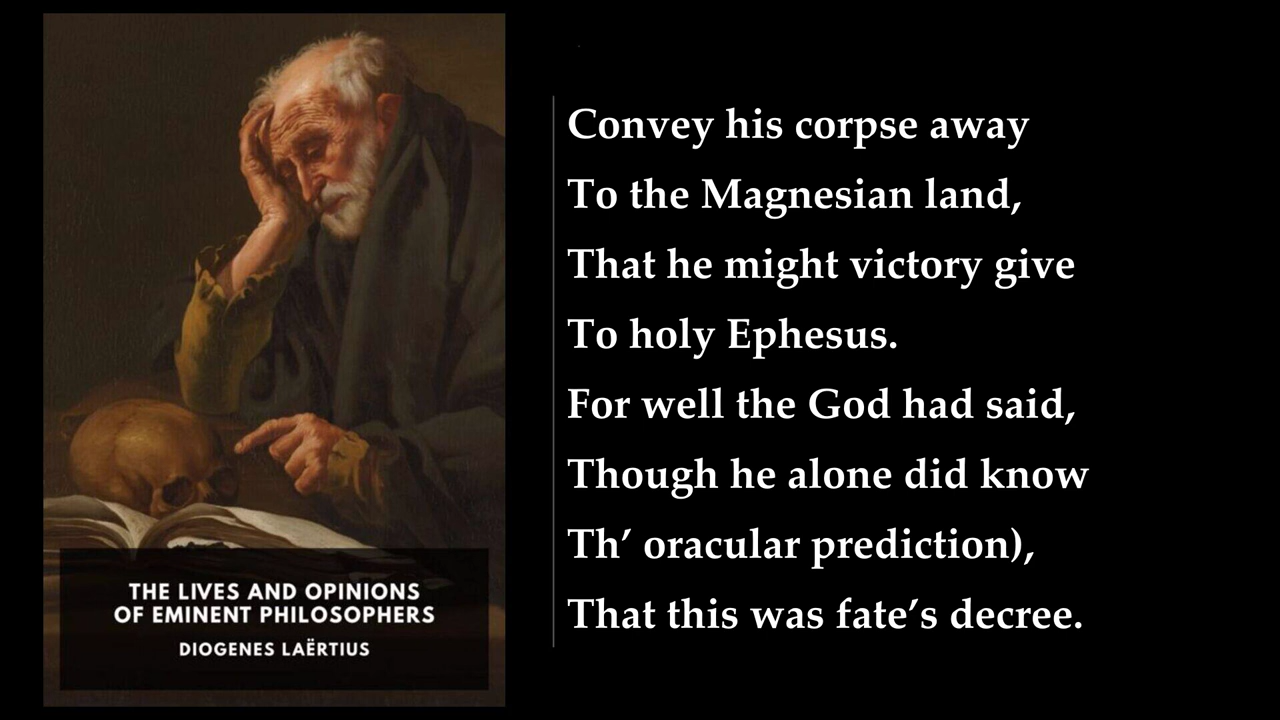 THE LIVES AND OPINIONS
OF EMINENT PHILOSOPHERS
DIOGENES LAËRTIUS
Convey his corpse away
To the Magnesian land,
That he might victory give
To holy Ephesus.
For well the God had said,
Though he alone did know
Th’ oracular prediction),
That this was fate’s decree.